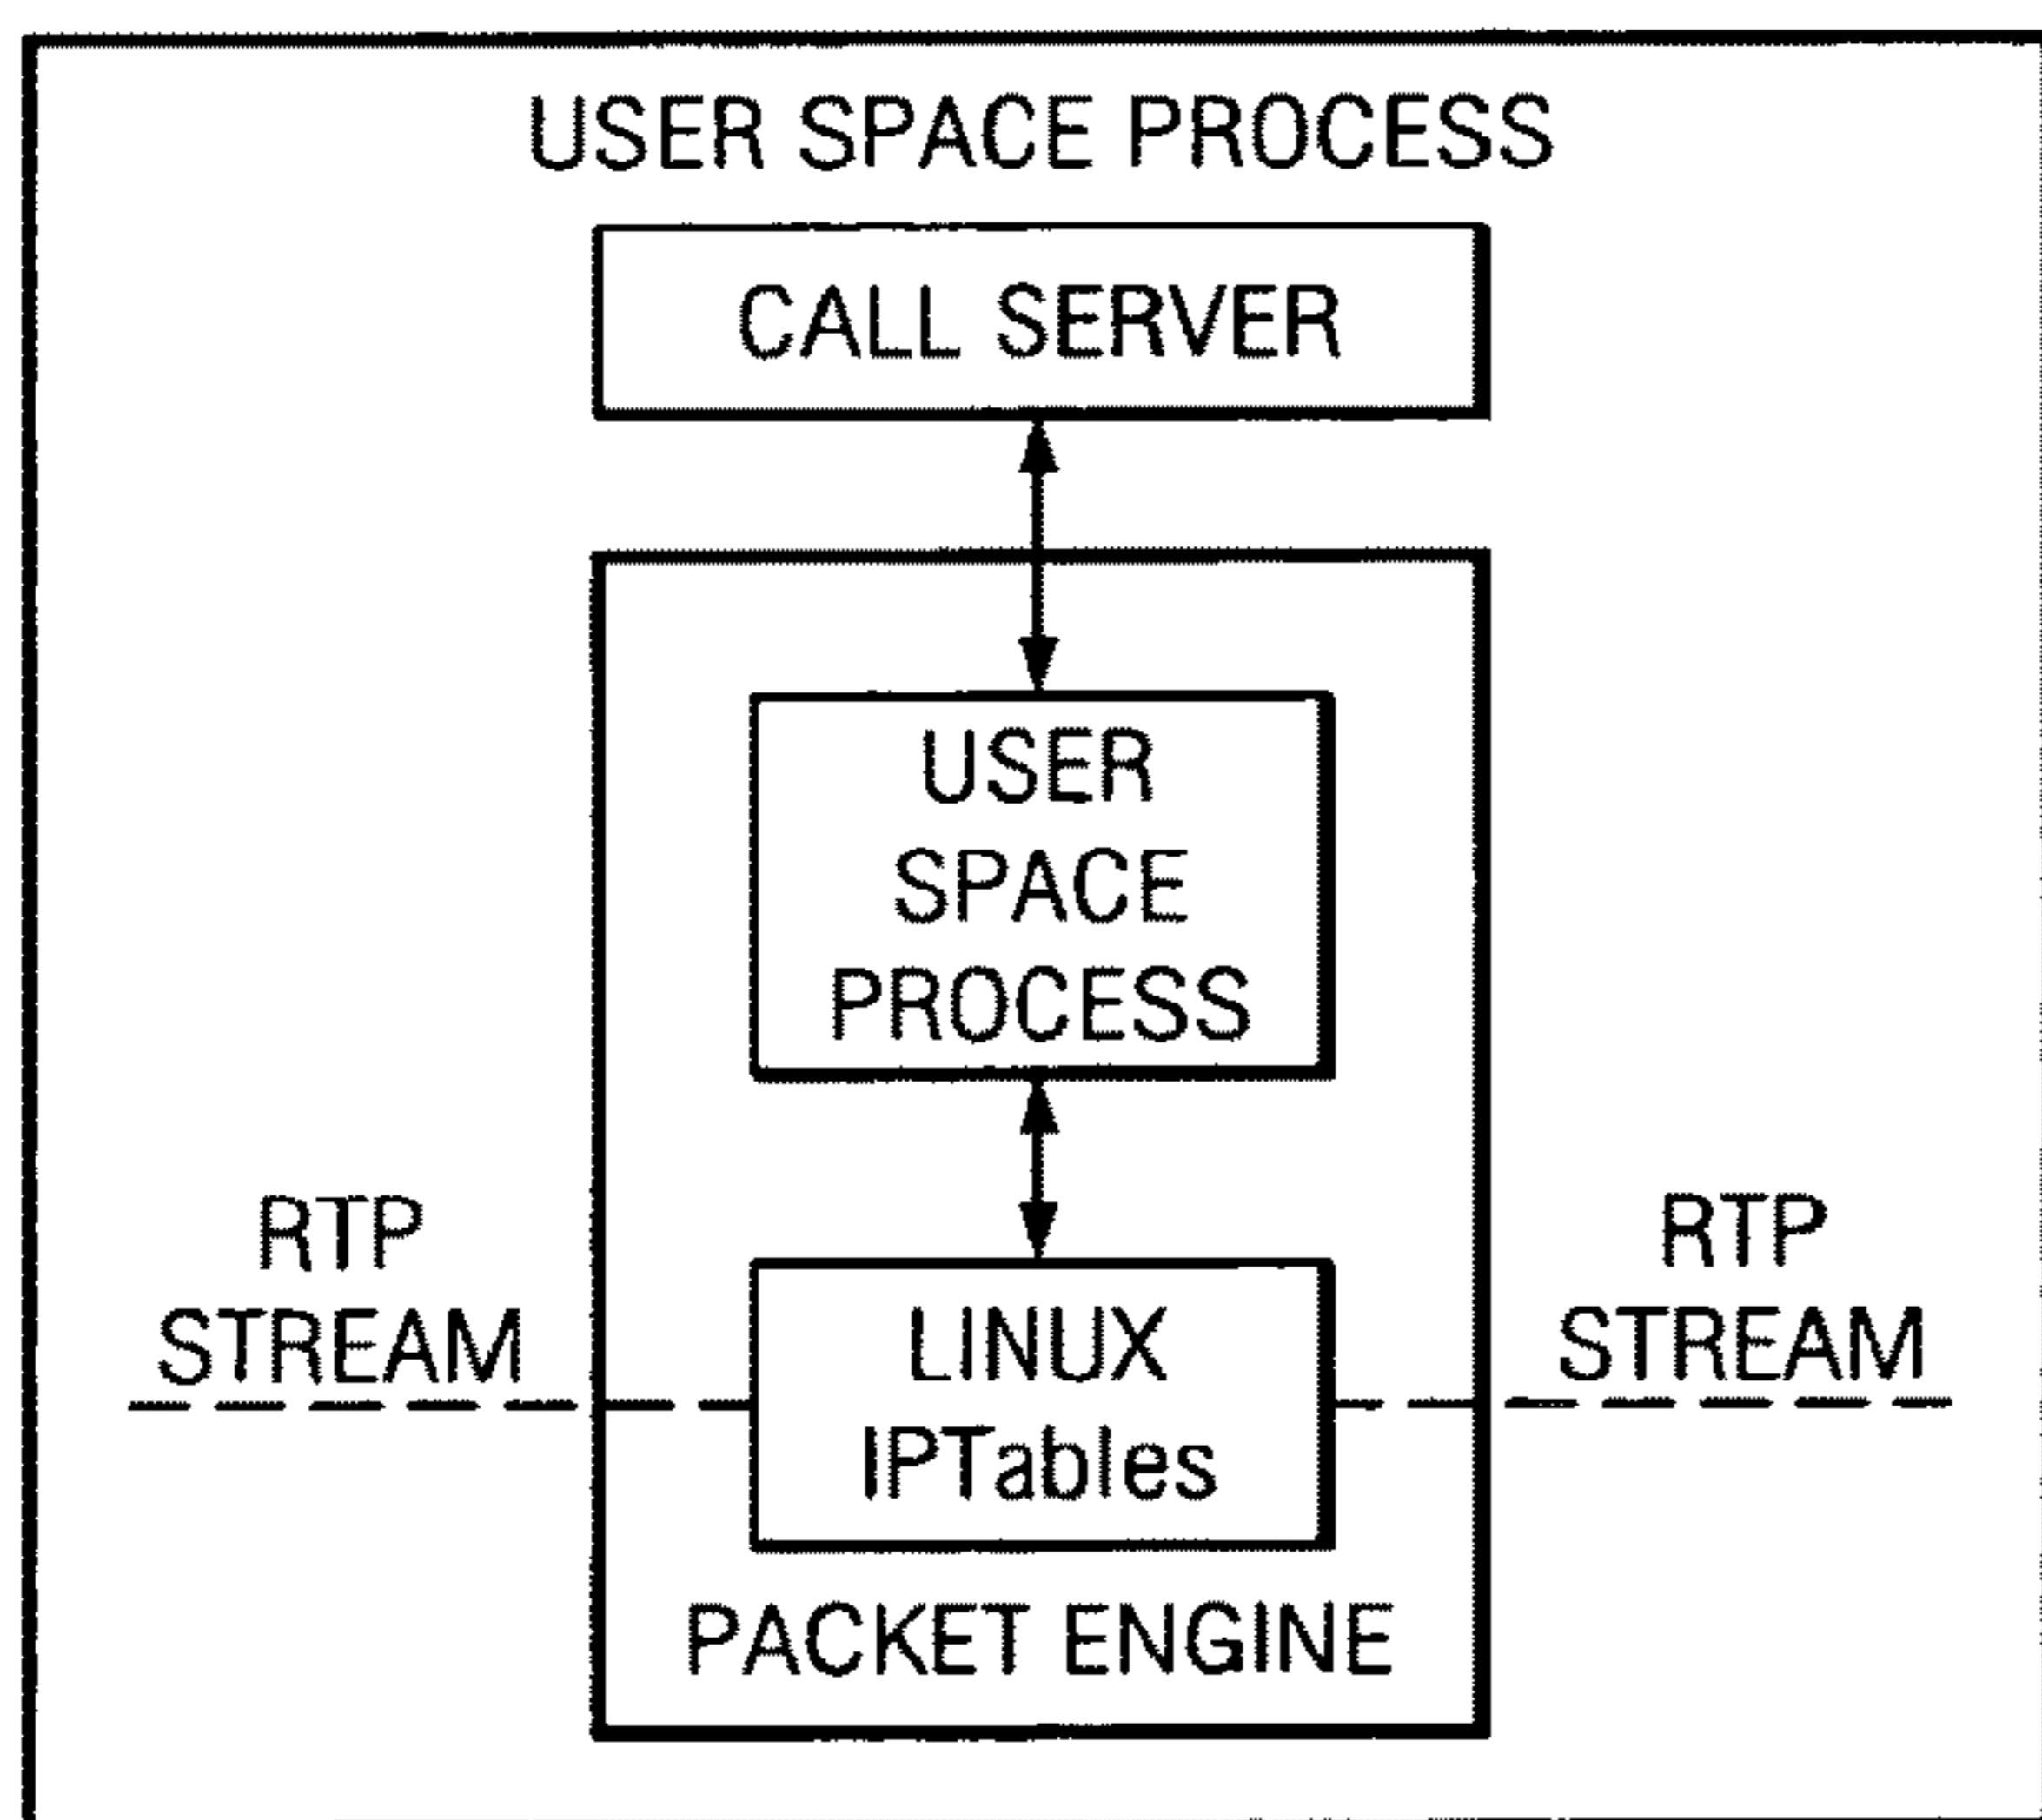 USER SPACE PROCESS
CALL SERVER
USER
SPACE
PROCESS
RTP
STREAM
LINUX
IPTables
RTP
STREAM
PACKET ENGINE